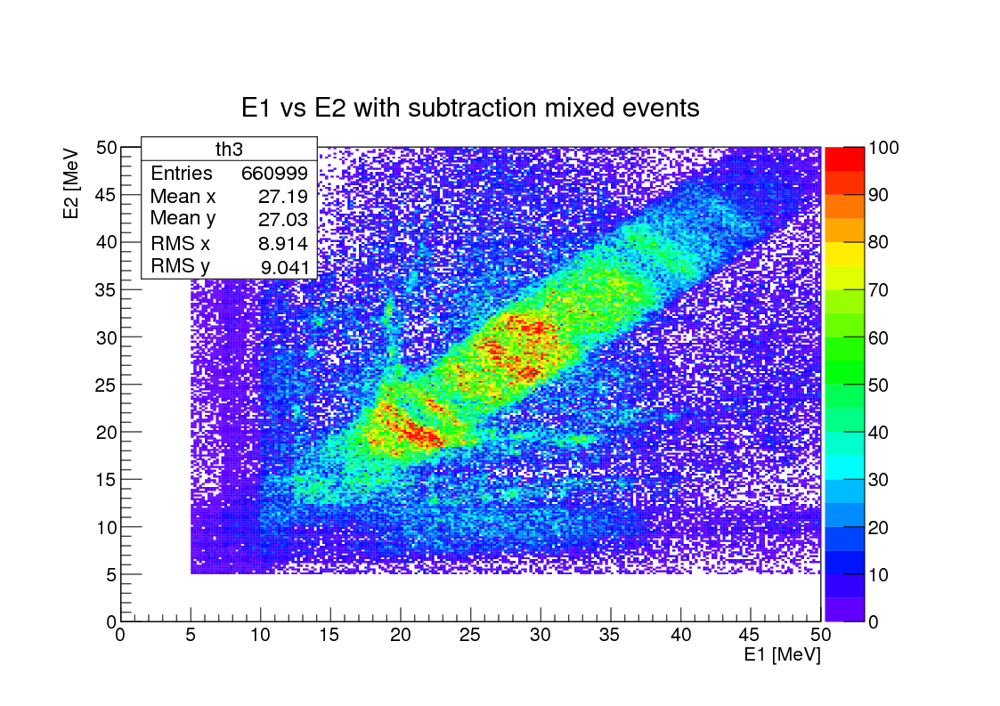 E1 vs E2 with subtraction mixed events
th3
Entries 660999
Mean x 27.19
Mean y 27.03
RMS x 8.914
RMS y 9.041
E2 [MeV]
50
45
40
35
30
25
20
15
10
5
0
0 5 10 15 20 25 30 35 40 45 50
E1 [MeV]
100
90
80
70
60
50
40
30
20
10
0